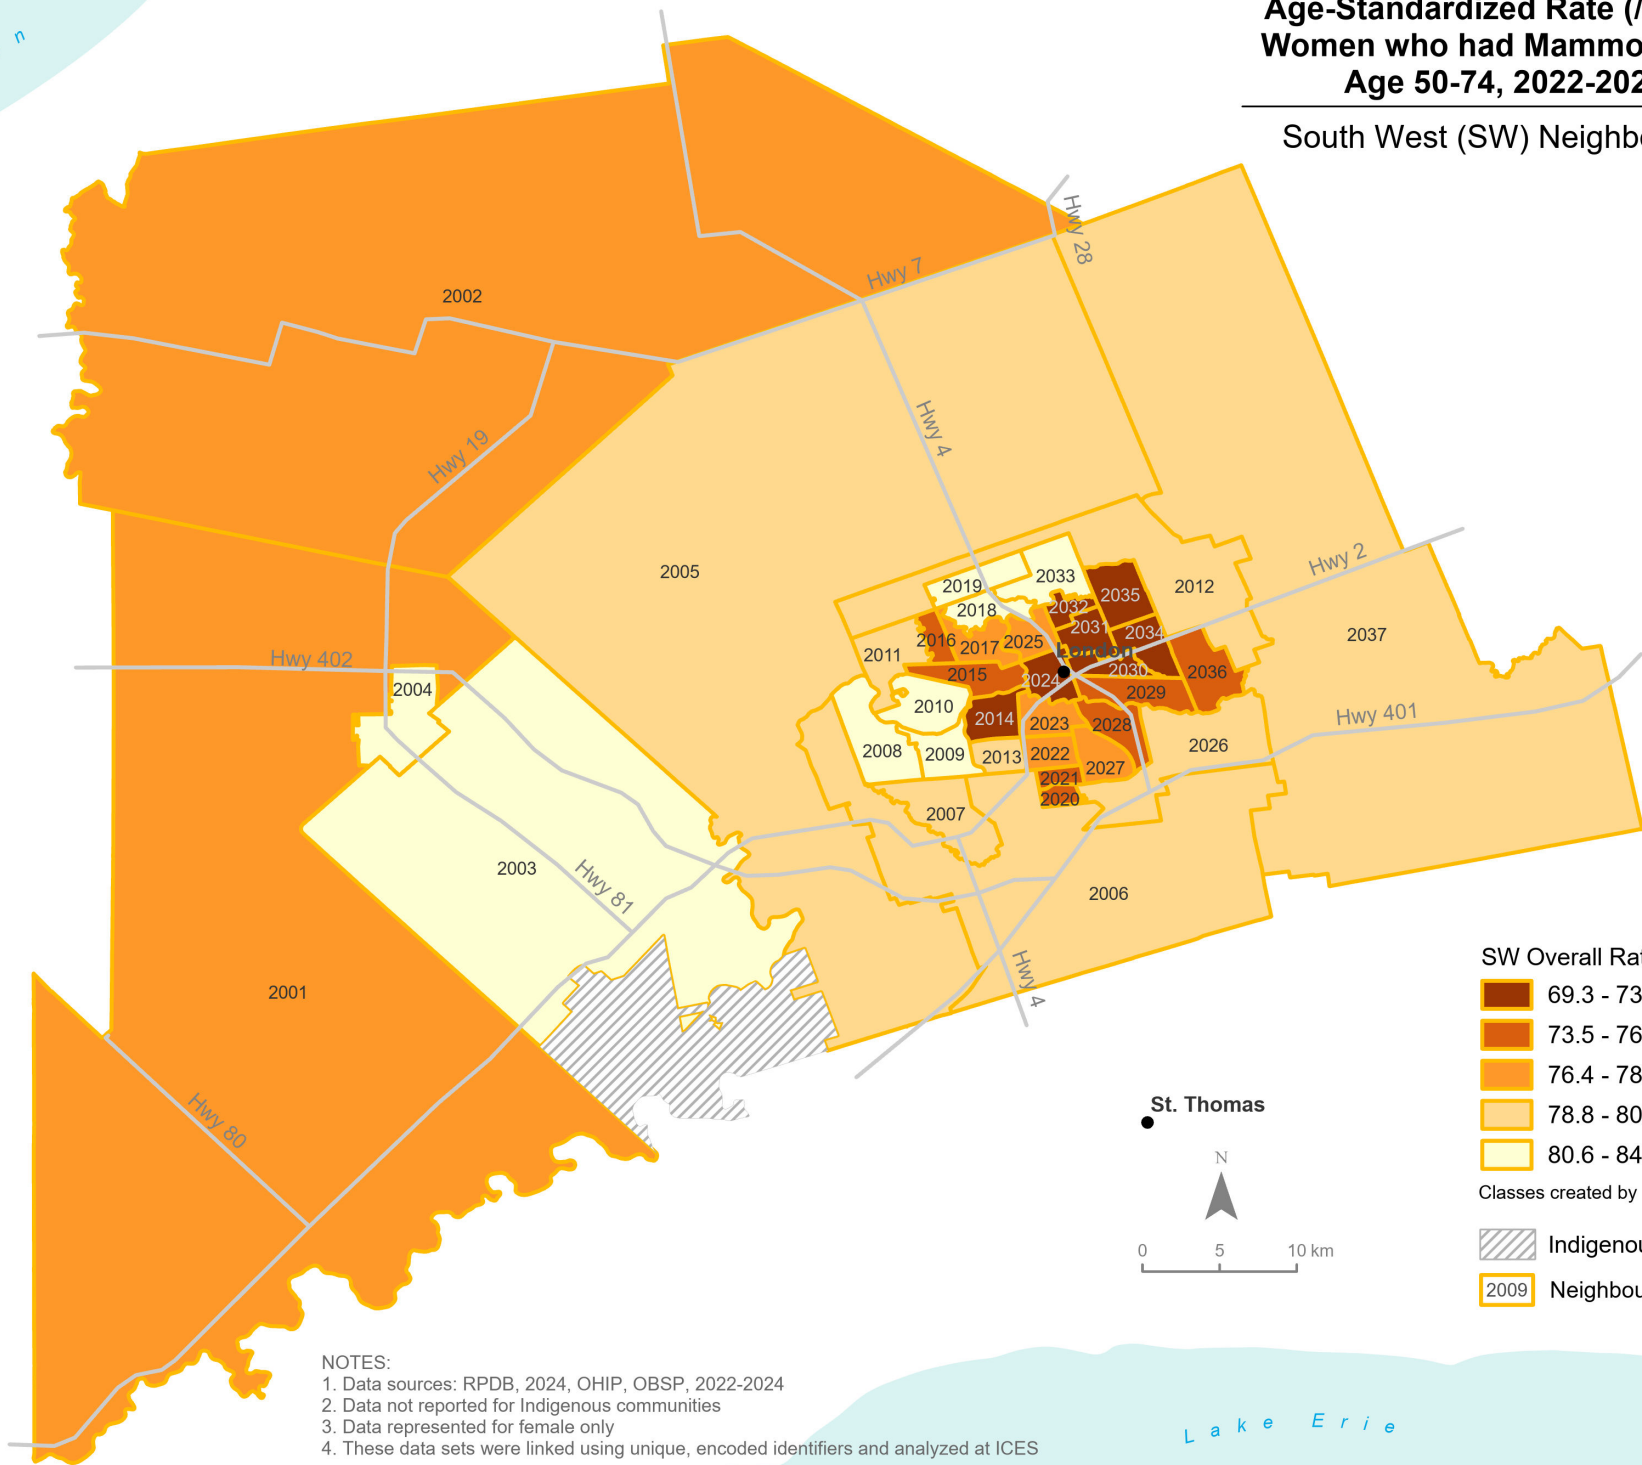 Age-Standardized Rate (/
Women who had Mammo
Age 50-74, 2022-202
South West (SW) Neighbo
n
Hwy 28
Hwy 7
2002
Hwy 4
Hwy 19
2005
Hwy 2
2033
2019
2012
2035
2018
2032
2031
2034
2037
2016
2025
2017
2011
London
Hwy 402
2015
2030
2036
2024
2004
2029
2010
Hwy 401
2014
2023
2028
2026
2008
2009
2013
2022
2027
2021
2020
2007
2003
Hwy 81
2006
Hwy 4
2001
Hwy 80
SW Overall Rat
69.3 - 73
73.5 - 76
76.4 - 78
78.8 - 80
80.6 - 84
Classes created by
Indigenou
2009 Neighbou
St. Thomas
N
0 5 10 km
NOTES:
1. Data sources: RPDB, 2024, OHIP, OBSP, 2022-2024
2. Data not reported for Indigenous communities
3. Data represented for female only
4. These data sets were linked using unique, encoded identifiers and analyzed at ICES
Lake Erie